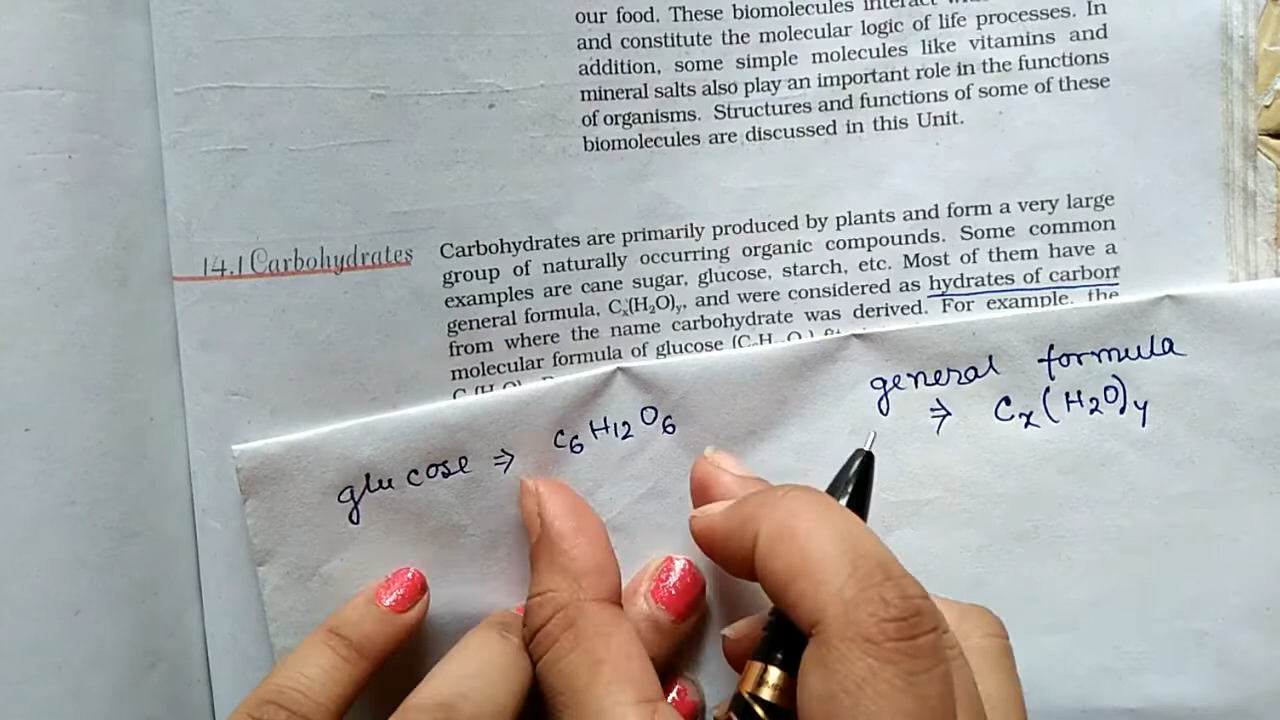 our food. These biomolecules interact
and constitute the molecular logic of life processes. In
addition, some simple molecules like vitamins and
mineral salts also play an important role in the functions
of organisms. Structures and functions of some of these
biomolecules are discussed in this Unit.
14.1 Carbohydrates
Carbohydrates are primarily produced by plants and form a very large
group of naturally occurring organic compounds. Some common
examples are cane sugar, glucose, starch, etc. Most of them have a
general formula, Cₓ(H₂O)ᵧ, and were considered as hydrates of carbon
from where the name carbohydrate was derived. For example, the
molecular formula of glucose
general formula
⇒ Cₓ(H₂O)y
glucose ⇒ C₆H₁₂O₆